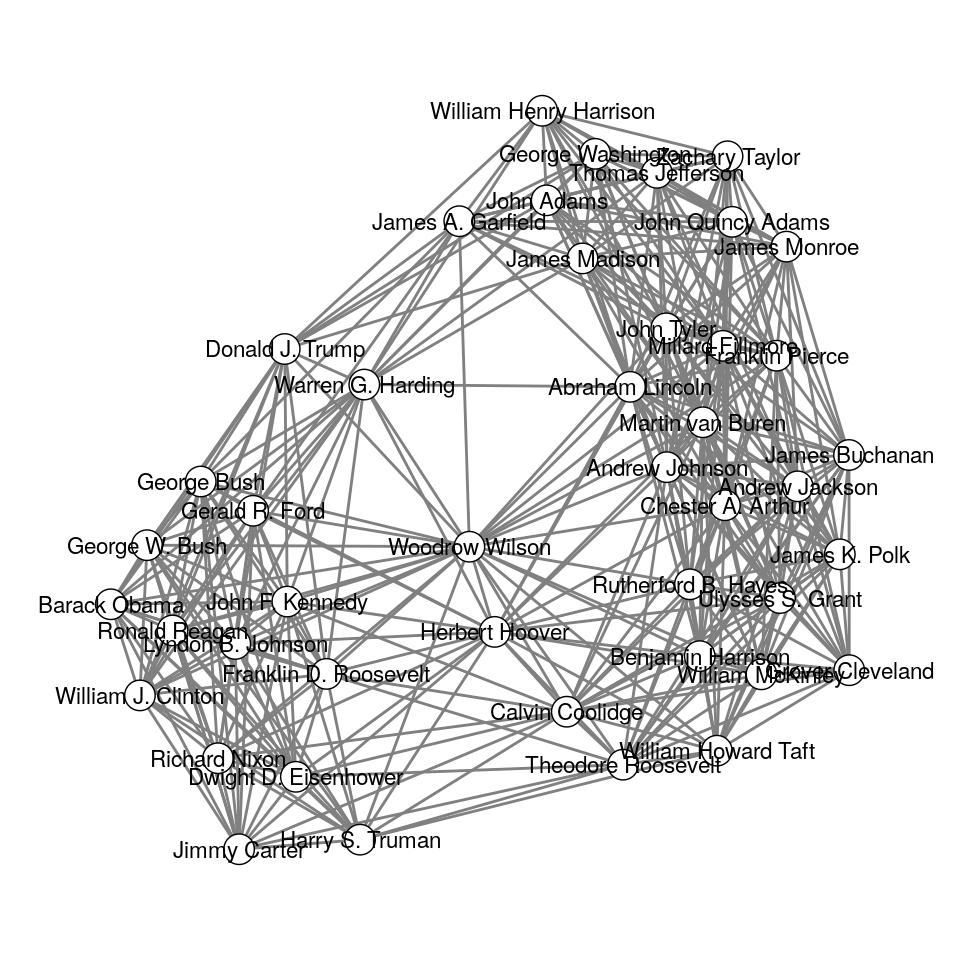 William Henry Harrison
George Washington
Zachary Taylor
Thomas Jefferson
John Adams
James A. Garfield
John Quincy Adams
James Monroe
James Madison
John Tyler
Millard Fillmore
Franklin Pierce
Donald J. Trump
Warren G. Harding
Abraham Lincoln
Martin van Buren
James Buchanan
Andrew Johnson
George Bush
Andrew Jackson
Chester A. Arthur
Gerald R. Ford
George W. Bush
Woodrow Wilson
James K. Polk
Rutherford B. Hayes
Ulysses S. Grant
Barack Obama
John F. Kennedy
Ronald Reagan
Herbert Hoover
Lyndon B. Johnson
Benjamin Harrison
Franklin D. Roosevelt
William McKinley
Grover Cleveland
William J. Clinton
Calvin Coolidge
William Howard Taft
Richard Nixon
Theodore Roosevelt
Dwight D. Eisenhower
Harry S. Truman
Jimmy Carter